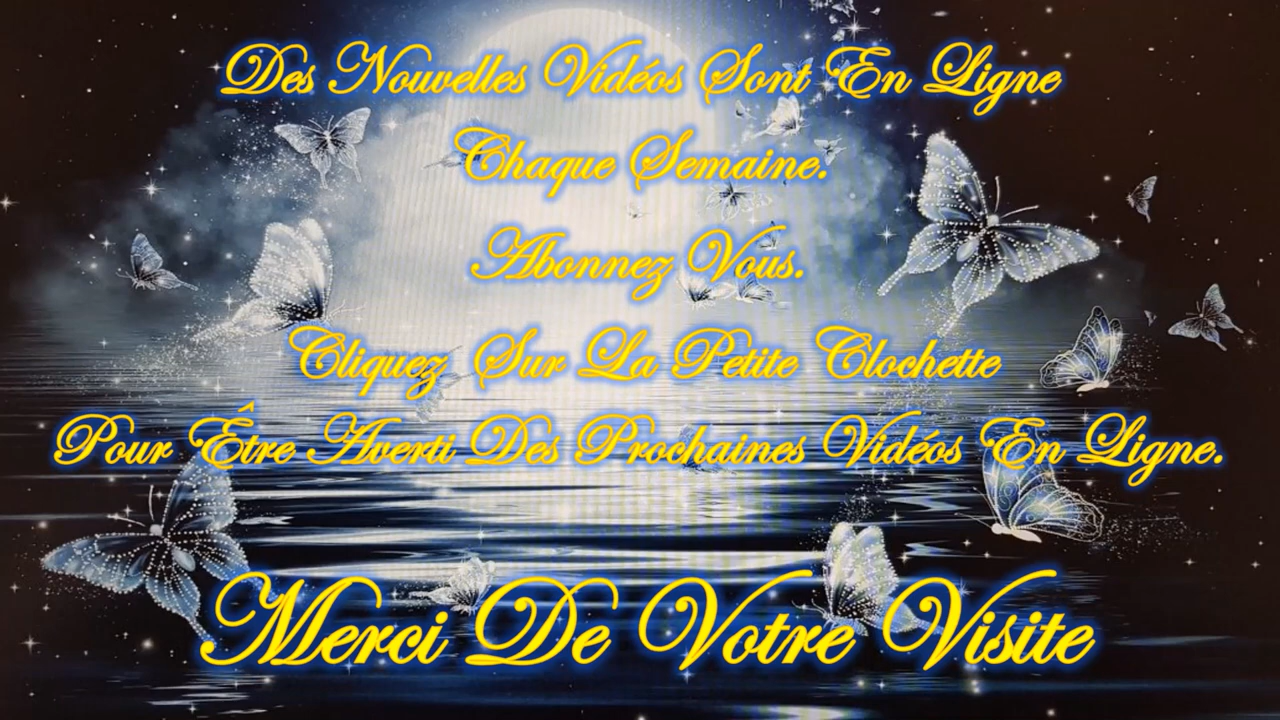 Des Nouvelles Vidéos Sont En Ligne
Chaque Semaine.
Abonnez Vous.
Cliquez Sur La Petite Clochette
Pour Être Averti Des Prochaines Vidéos En Ligne.
Merci De Votre Visite